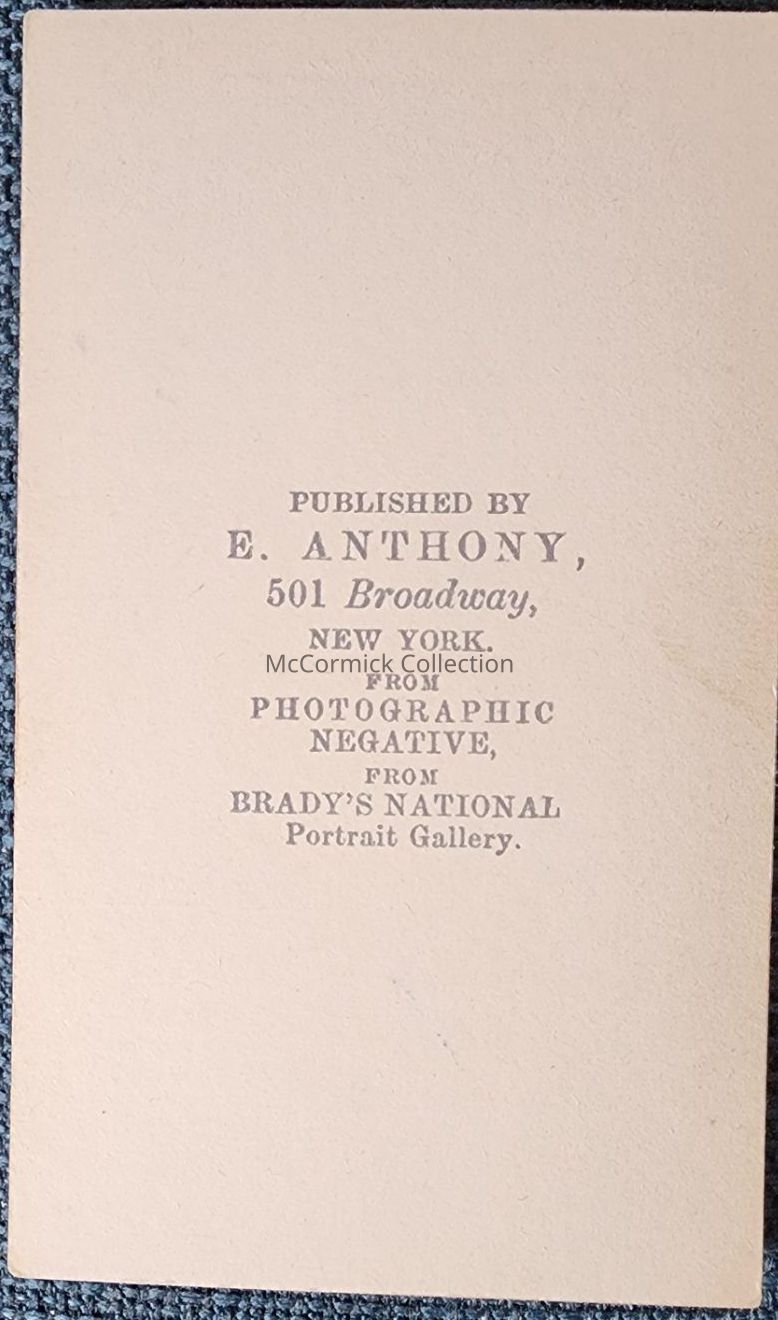 PUBLISHED BY
E. ANTHONY,
501 Broadway,
NEW YORK.
McCormick Collection
FROM
PHOTOGRAPHIC
NEGATIVE,
FROM
BRADY'S NATIONAL
Portrait Gallery.